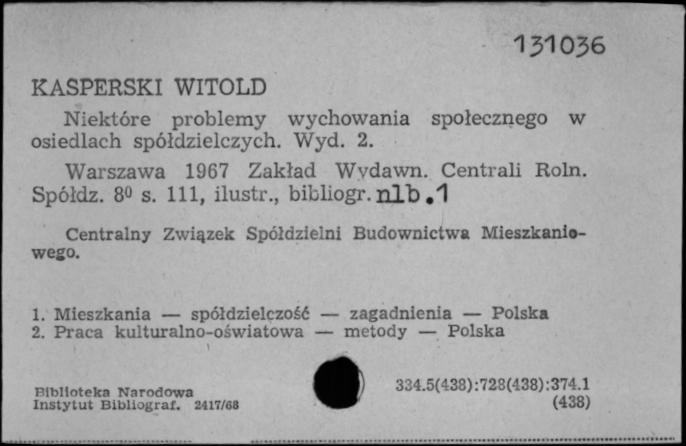 131036
KASPERSKI WITOLD
Niektóre problemy wychowania społecznego w
osiedlach spółdzielczych. Wyd. 2.
Warszawa 1967 Zakład Wydawn. Centrali Roln.
Spółdz. 8⁰ s. 111, ilustr., bibliogr. nlb.1
Centralny Związek Spółdzielni Budownictwa Mieszkanio-
wego.
1. Mieszkania — spółdzielczość — zagadnienia — Polska
2. Praca kulturalno-oświatowa — metody — Polska
Biblioteka Narodowa 334.5(438):728(438):374.1
Instytut Bibliograf. 2417/68 (438)